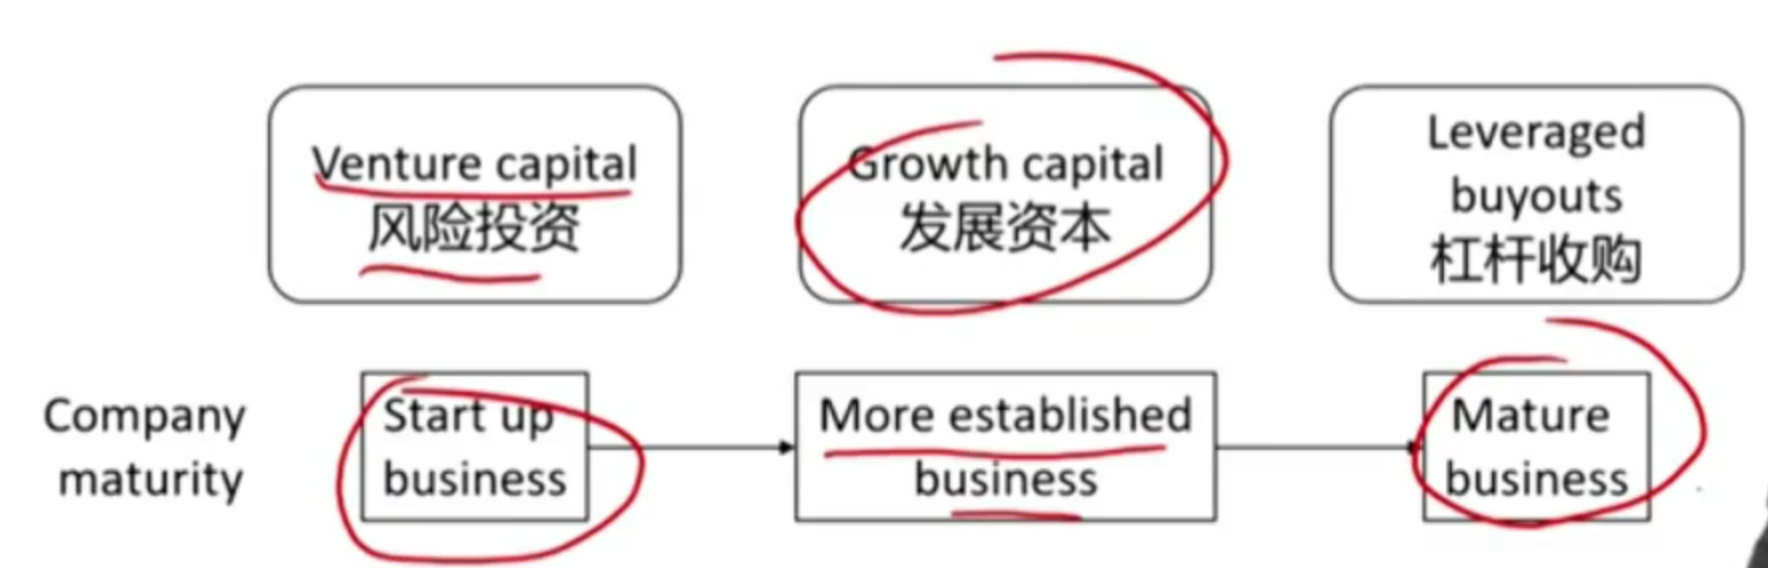 Venture capital
风险投资
Growth capital
发展资本
Leveraged
buyouts
杠杆收购
Company
maturity
Start up
business
More established
business
Mature
business